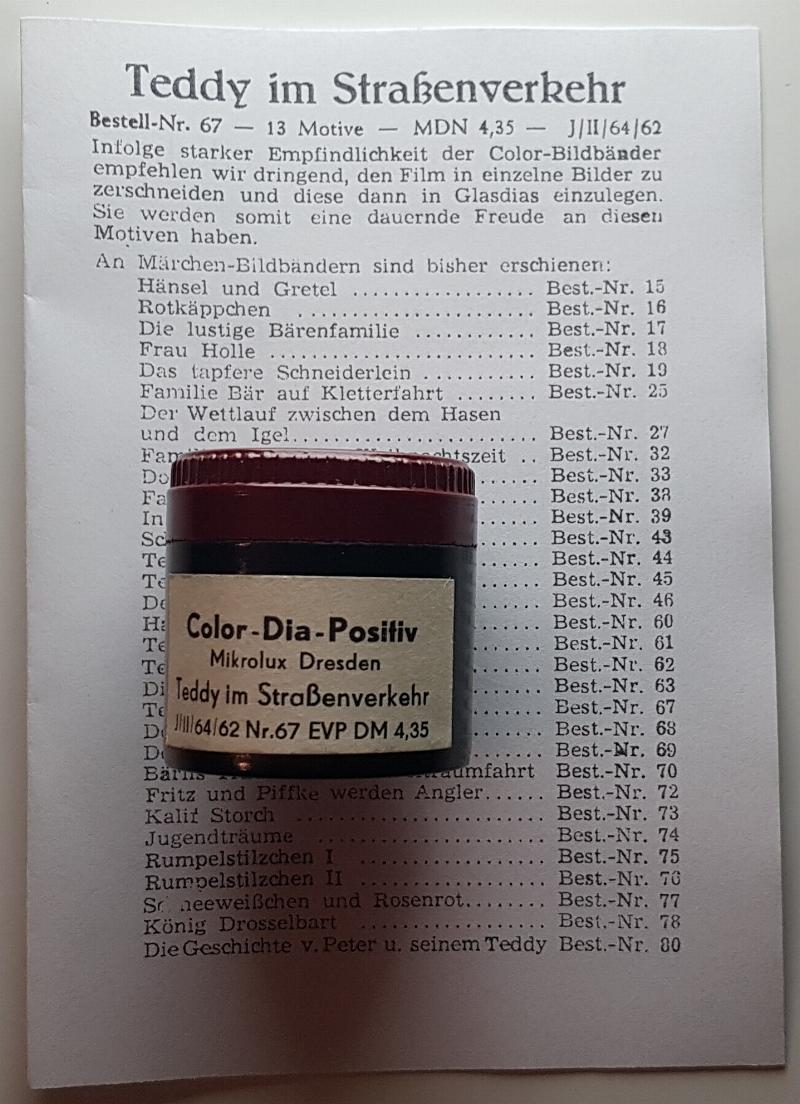 Teddy im Straßenverkehr
Bestell-Nr. 67 — 13 Motive — MDN 4,35 — J/II/64/62
Infolge starker Empfindlichkeit der Color-Bildbänder
empfehlen wir dringend, den Film in einzelne Bilder zu
zerschneiden und diese dann in Glasdias einzulegen.
Sie werden somit eine dauernde Freude an diesen
Motiven haben.
An Märchen-Bildbändern sind bisher erschienen:
Hänsel und Gretel .................. Best.-Nr. 15
Rotkäppchen ........................ Best.-Nr. 16
Die lustige Bärenfamilie ............ Best.-Nr. 17
Frau Holle .......................... Best.-Nr. 18
Das tapfere Schneiderlein .......... Best.-Nr. 19
Familie Bär auf Kletterfahrt ........ Best.-Nr. 25
Der Wettlauf zwischen dem Hasen
und dem Igel........................ Best.-Nr. 27
Best.-Nr. 32
Best.-Nr. 33
Best.-Nr. 38
Best.-Nr. 39
Best.-Nr. 43
Best.-Nr. 44
Best.-Nr. 45
Best.-Nr. 46
Best.-Nr. 60
Best.-Nr. 61
Best.-Nr. 62
Best.-Nr. 63
Best.-Nr. 67
Best.-Nr. 68
Best.-Nr. 69
Best.-Nr. 70
Fritz und Piffke werden Angler...... Best.-Nr. 72
Kalif Storch ...................... Best.-Nr. 73
Jugendträume ...................... Best.-Nr. 74
Rumpelstilzchen I .................. Best.-Nr. 75
Rumpelstilzchen II ................ Best.-Nr. 76
Schneeweißchen und Rosenrot........ Best.-Nr. 77
König Drosselbart .................. Best.-Nr. 78
Die Geschichte v. Peter u. seinem Teddy Best.-Nr. 80
Color-Dia-Positiv
Mikrolux Dresden
Teddy im Straßenverkehr
J/II/64/62 Nr.67 EVP DM 4,35